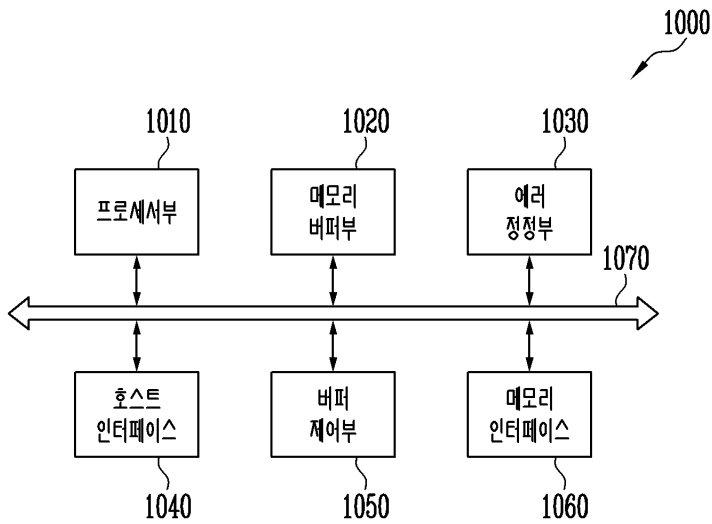 1000
1010
1020
1030
프로세서부
메모리
버퍼부
에러
정정부
1070
호스트
인터페이스
버퍼
제어부
메모리
인터페이스
1040
1050
1060